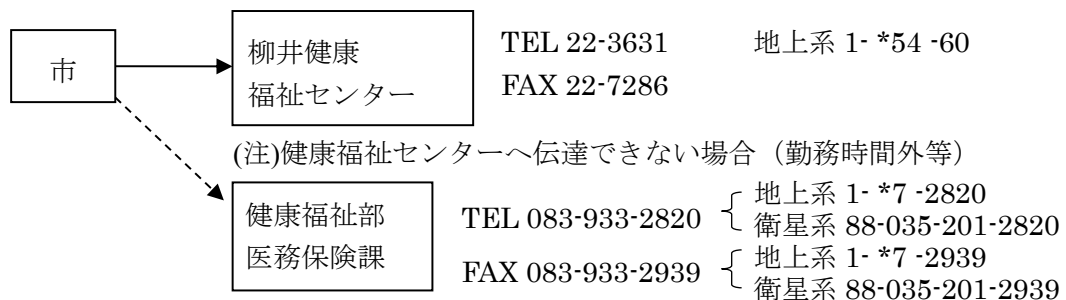 市
柳井健康
福祉センター
TEL 22-3631 地上系 1- *54 -60
FAX 22-7286
(注)健康福祉センターへ伝達できない場合（勤務時間外等）
健康福祉部
医務保険課
TEL 083-933-2820
地上系 1- *7 -2820
衛星系 88-035-201-2820
FAX 083-933-2939
地上系 1- *7 -2939
衛星系 88-035-201-2939